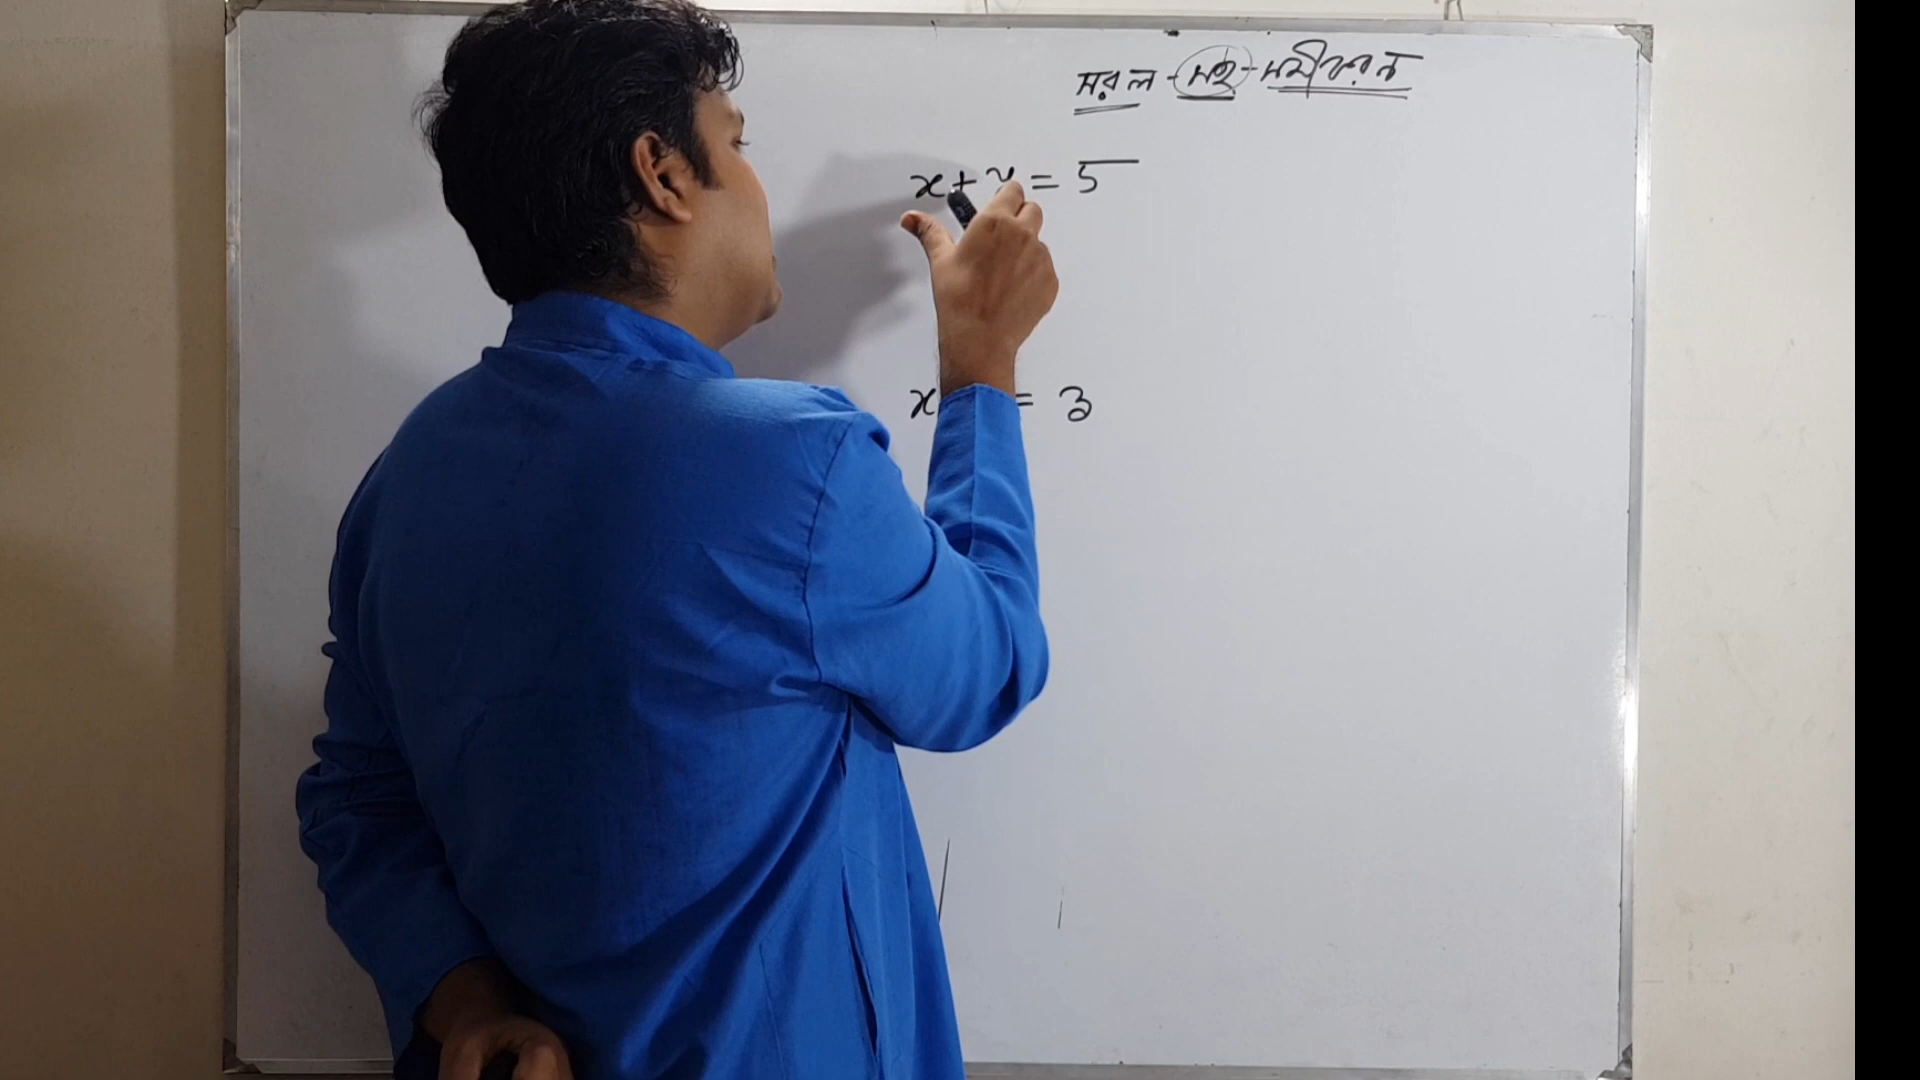 সরল - সহ - সমীকরণ
x + y = 5
x = 3